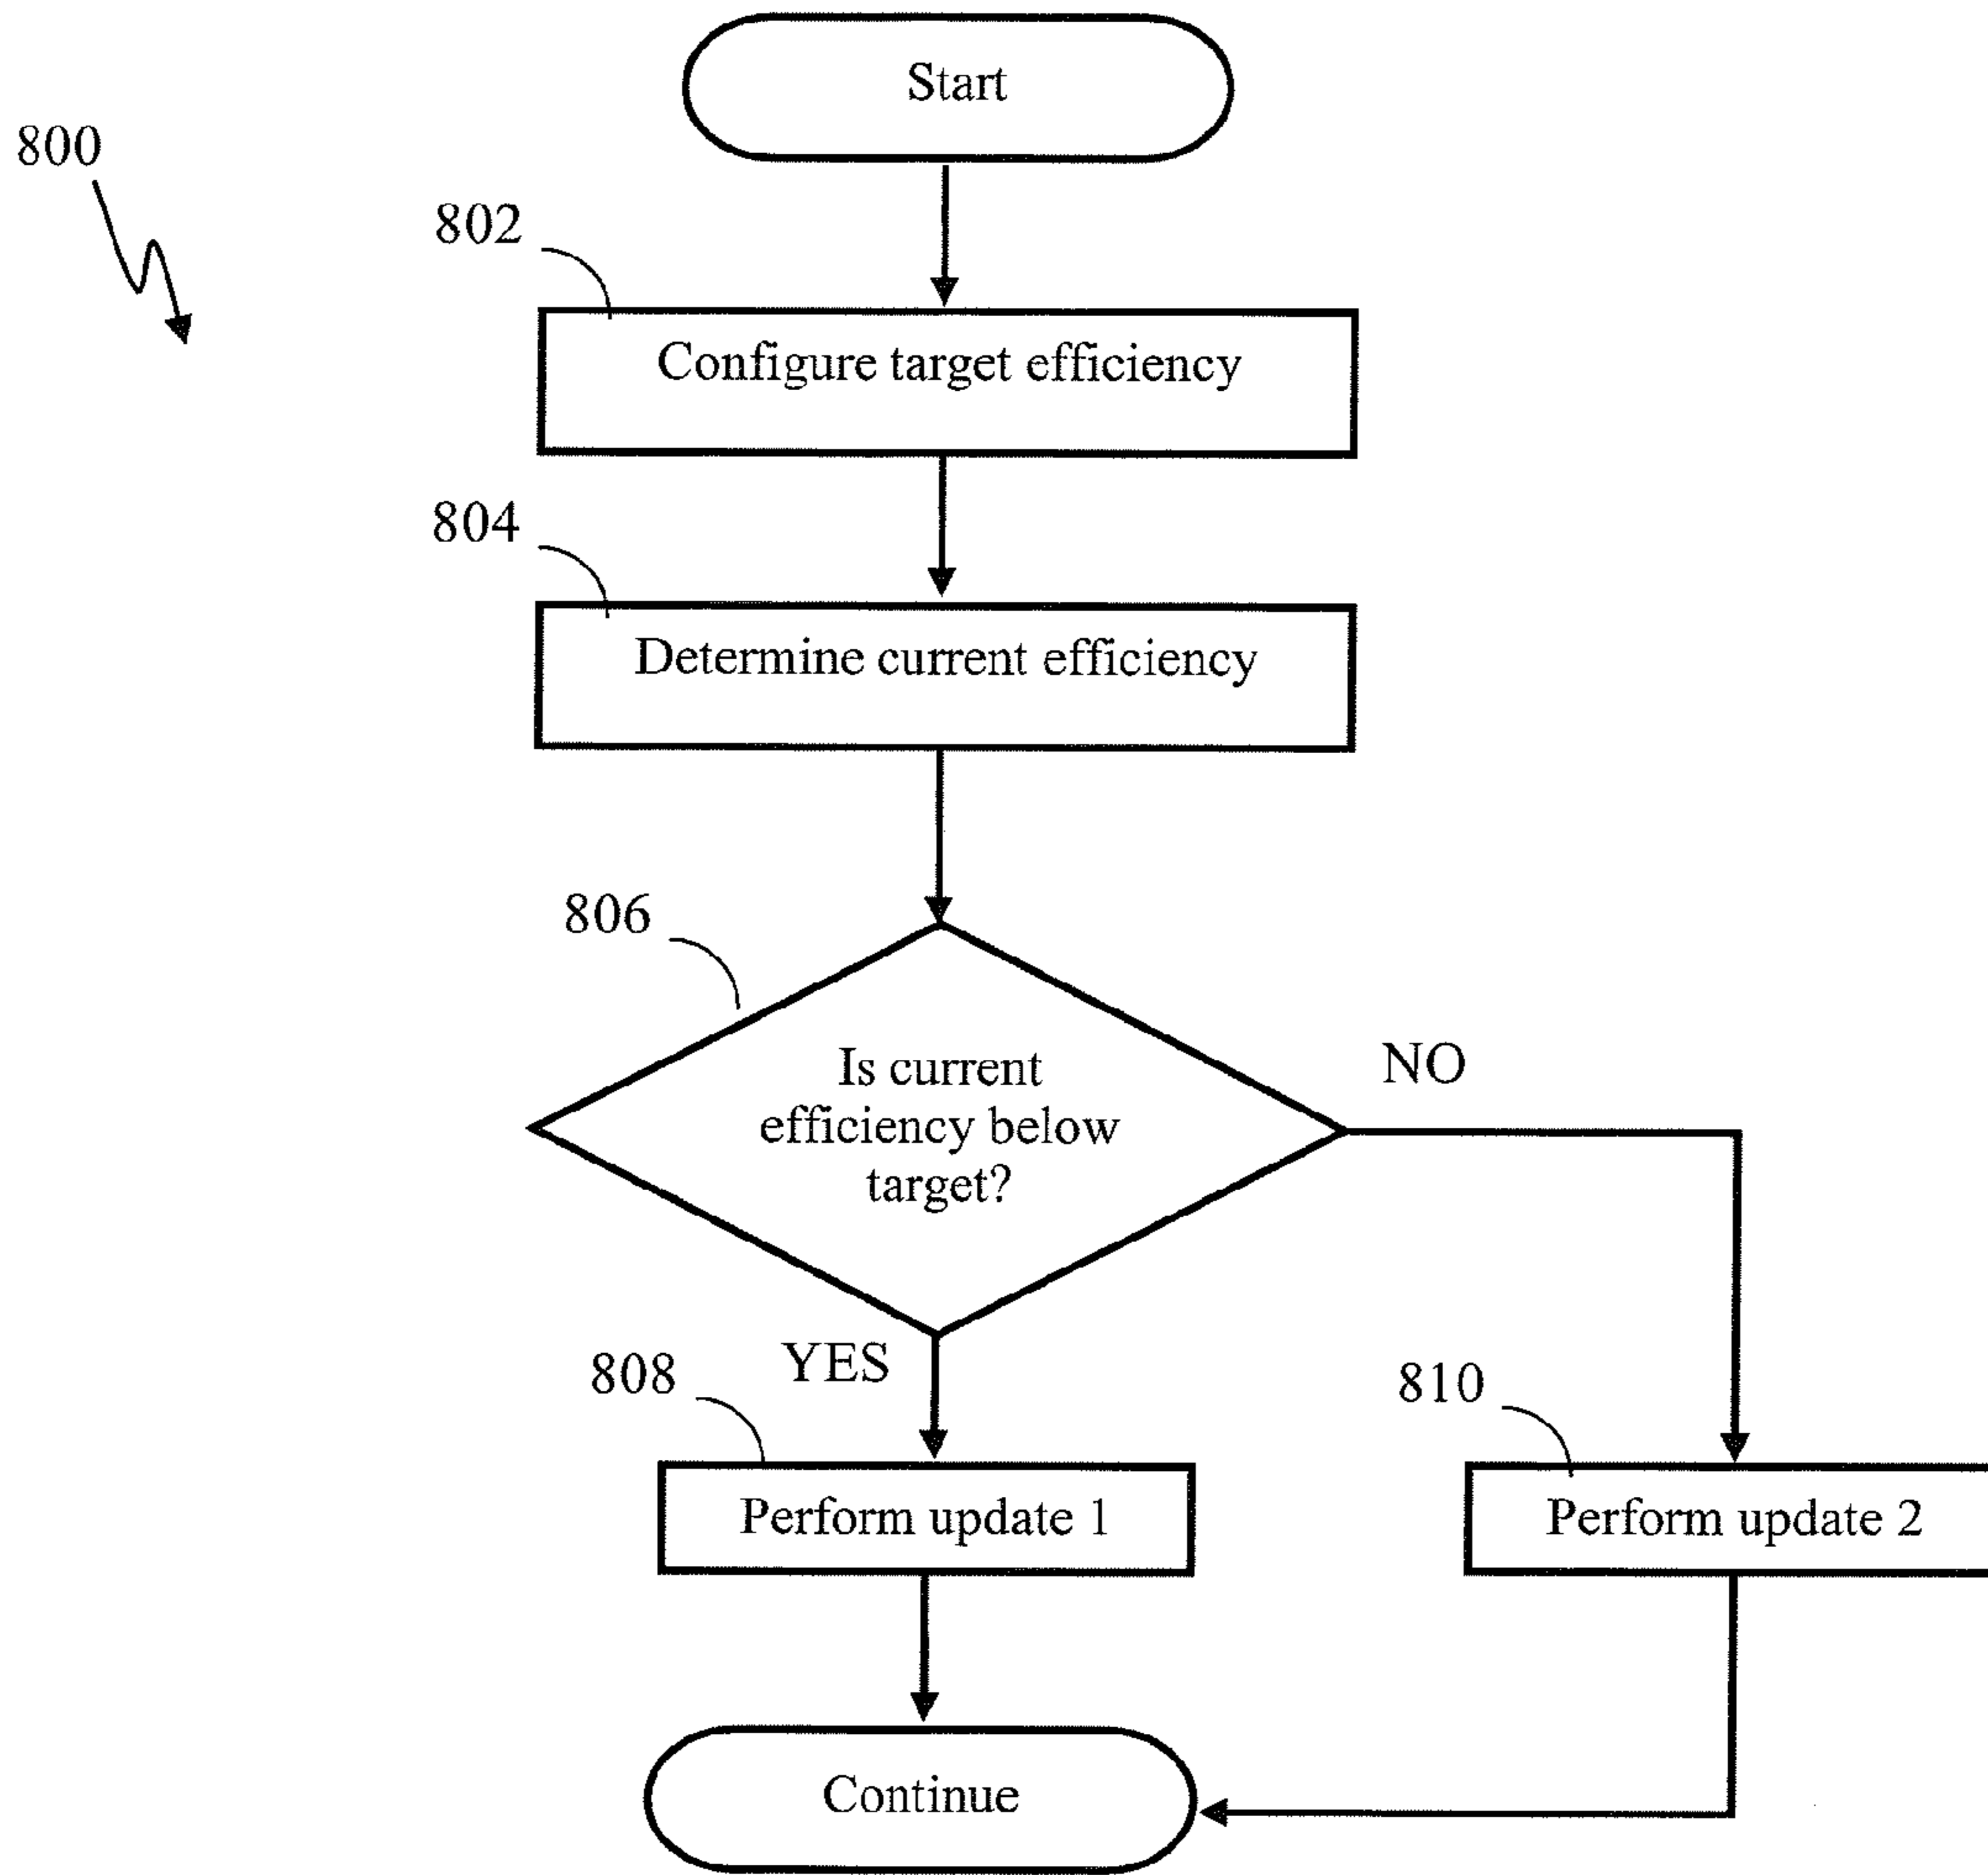 Start
800
802
Configure target efficiency
804
Determine current efficiency
806
Is current
efficiency below
target?
NO
YES
808
810
Perform update 1
Perform update 2
Continue